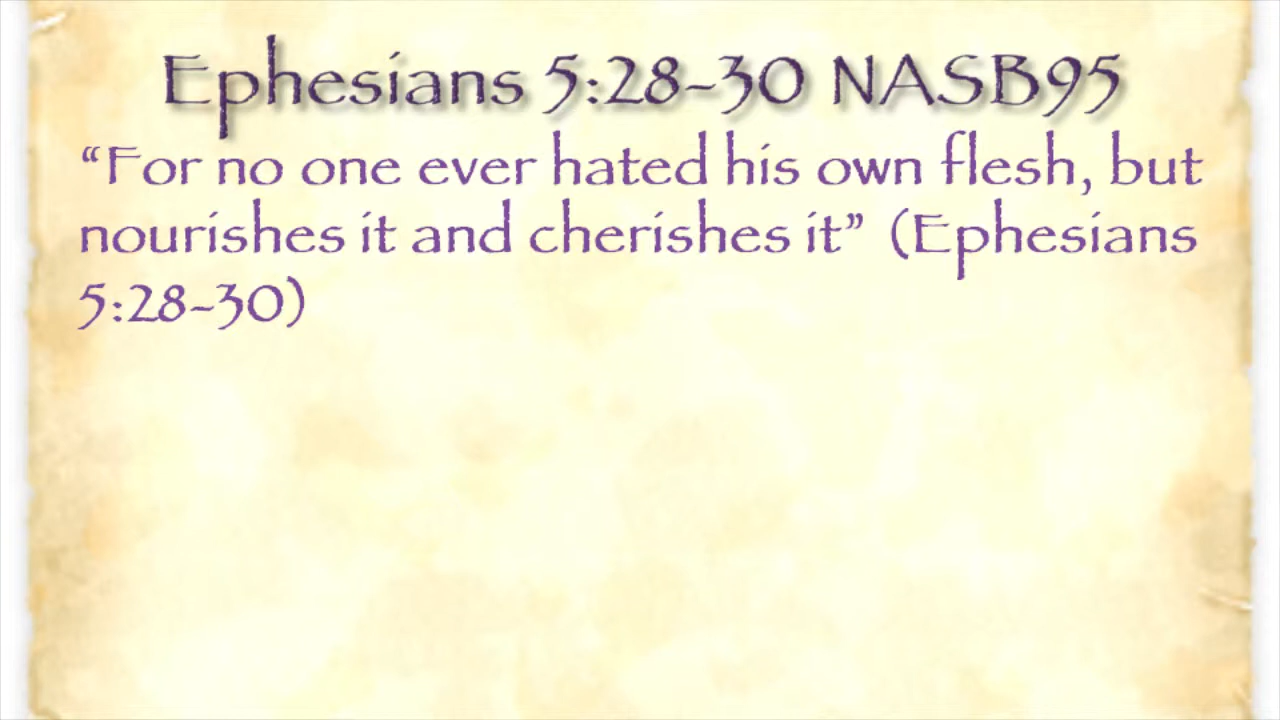 Ephesians 5:28-30 NASB95
“For no one ever hated his own flesh, but
nourishes it and cherishes it” (Ephesians
5:28-30)